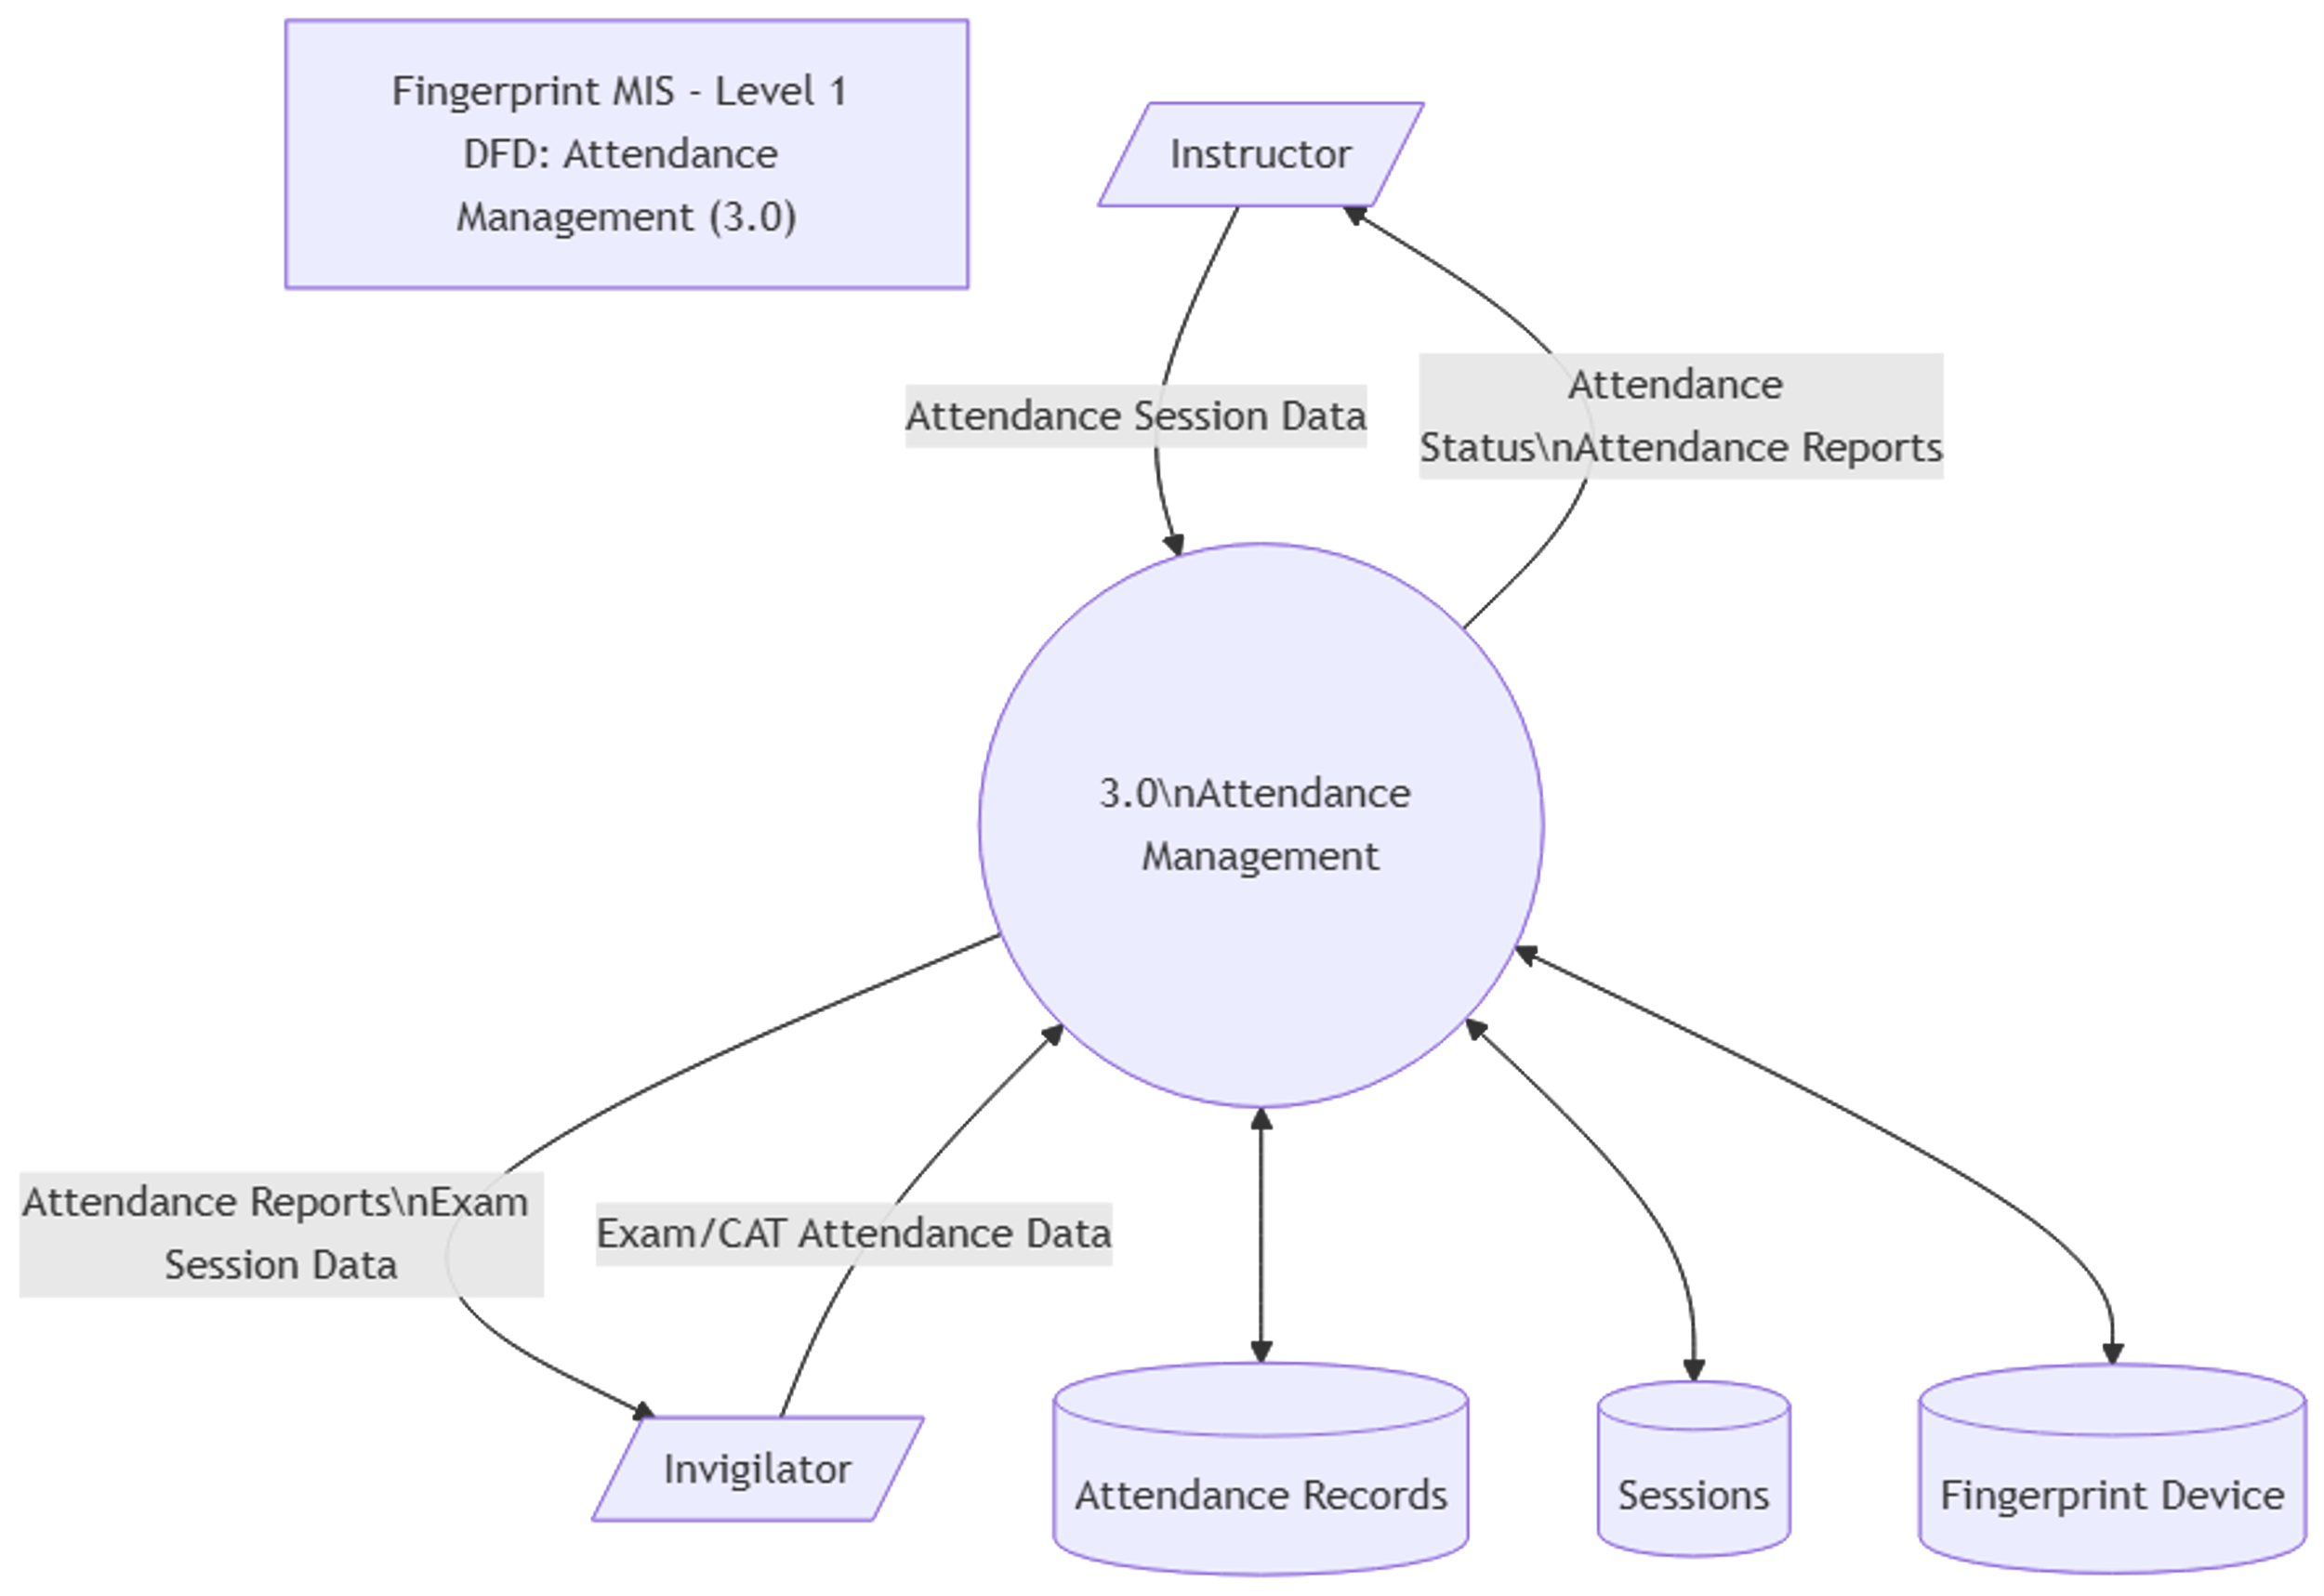 Fingerprint MIS - Level 1
DFD: Attendance
Management (3.0)
Instructor
Attendance Session Data
Attendance
Status\nAttendance Reports
3.0\nAttendance
Management
Attendance Reports\nExam
Session Data
Exam/CAT Attendance Data
Invigilator
Attendance Records
Sessions
Fingerprint Device